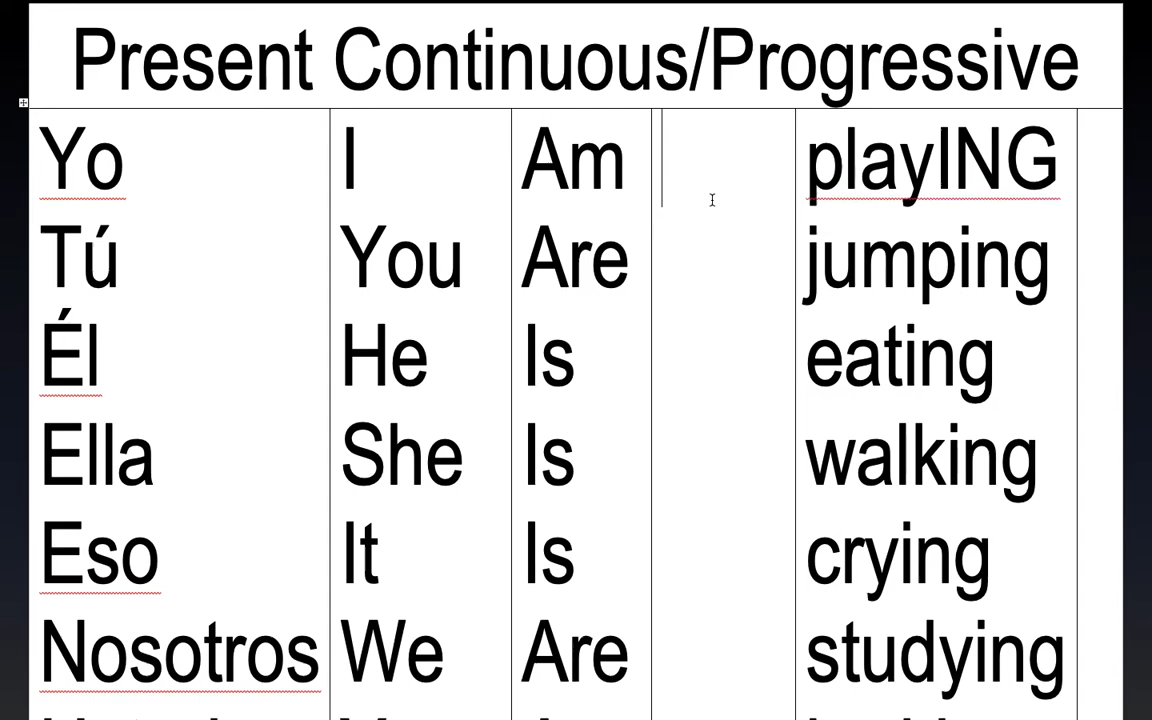 Present Continuous/Progressive
Yo I Am playING
Tú You Are jumping
Él He Is eating
Ella She Is walking
Eso It Is crying
Nosotros We Are studying